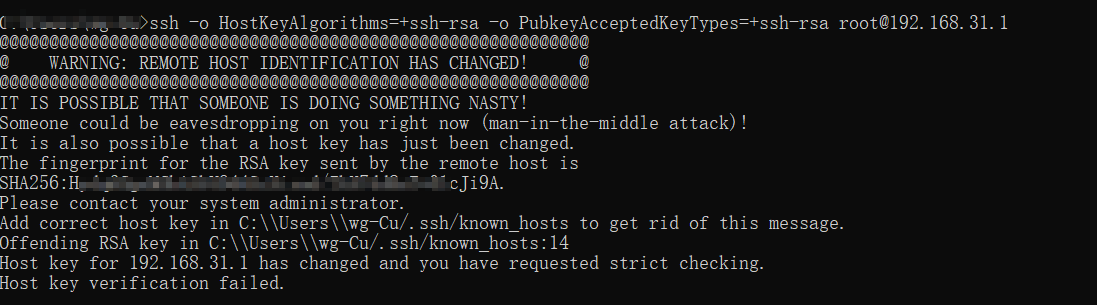 >ssh -o HostKeyAlgorithms=+ssh-rsa -o PubkeyAcceptedKeyTypes=+ssh-rsa root@192.168.31.1
@@@@@@@@@@@@@@@@@@@@@@@@@@@@@@@@@@@@@@@@@@@@@@@@@@@@@@@@@@@
@    WARNING: REMOTE HOST IDENTIFICATION HAS CHANGED!     @
@@@@@@@@@@@@@@@@@@@@@@@@@@@@@@@@@@@@@@@@@@@@@@@@@@@@@@@@@@@
IT IS POSSIBLE THAT SOMEONE IS DOING SOMETHING NASTY!
Someone could be eavesdropping on you right now (man-in-the-middle attack)!
It is also possible that a host key has just been changed.
The fingerprint for the RSA key sent by the remote host is
SHA256: cJi9A.
Please contact your system administrator.
Add correct host key in C:\\Users\\wg-Cu/.ssh/known_hosts to get rid of this message.
Offending RSA key in C:\\Users\\wg-Cu/.ssh/known_hosts:14
Host key for 192.168.31.1 has changed and you have requested strict checking.
Host key verification failed.